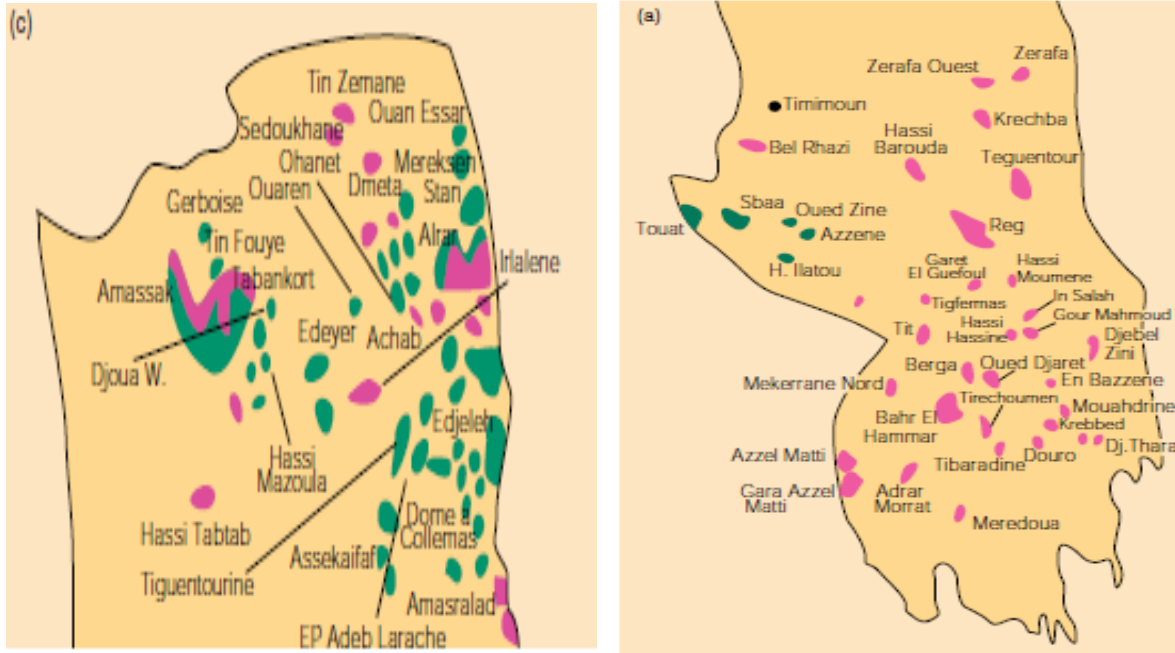 (c)
Tin Zemane
Ouan Essar
Sedoukhane
Ohanet
Mereksen
Ouaren
Dmeta
Stan
Gerboise
Alrar
Tin Fouye
Irlalene
Tabankort
Amassak
Edeyer
Achab
Djoua W.
Edjeleh
Hassi
Mazoula
Hassi Tabtab
Dome a
Collemas
Assekaifaf
Tiguentourine
Amasralad
EP Adeb Larache
(a)
Zerafa
Zerafa Ouest
Timimoun
Krechba
Hassi
Barouda
Bel Rhazi
Teguentour
Sbaa
Oued Zine
Touat
Azzene
Reg
H. Ilatou
Garet
El Guefoul
Hassi
Moumene
In Salah
Tigfermas
Gour Mahmoud
Tit
Hassi
Hassine
Djebel
Zini
Berga
Oued Djaret
Mekerrane Nord
En Bazzene
Tirechoumen
Mouahdrine
Bahr El
Hammar
Krebbed
Dj.Thara
Azzel Matti
Tibaradine
Douro
Gara Azzel
Matti
Adrar
Morrat
Meredoua